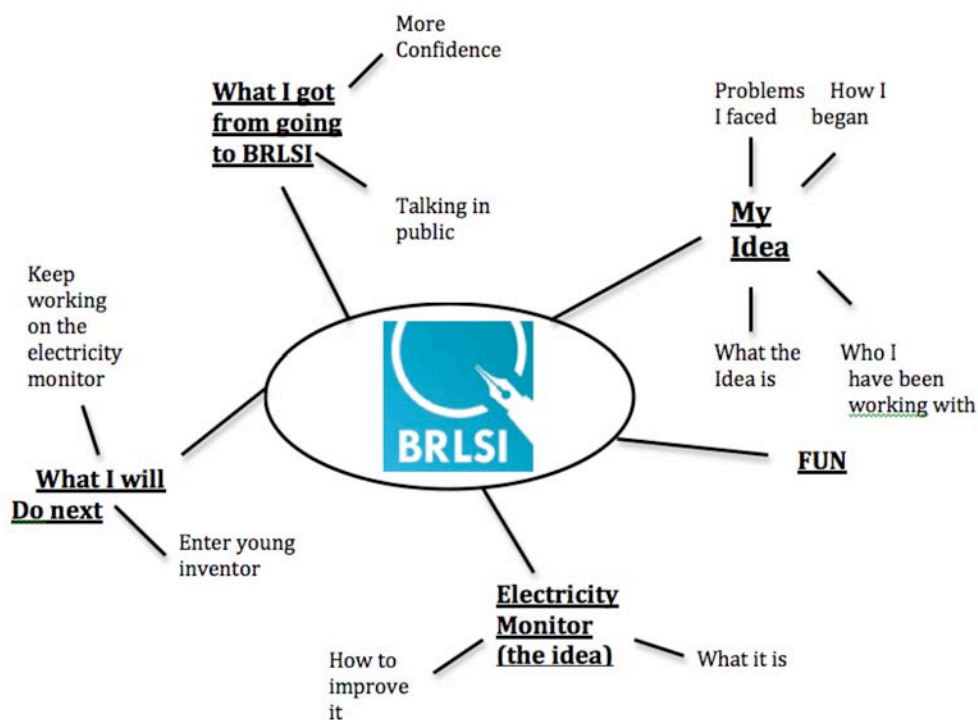 More
Confidence
What I got
from going
to BRLSI
Talking in
public
Problems
I faced
How I
began
My
Idea
What the
Idea is
Who I
have been
working with
Keep
working
on the
electricity
monitor
BRLSI
FUN
What I will
Do next
Enter young
inventor
Electricity
Monitor
(the idea)
How to
improve
it
What it is